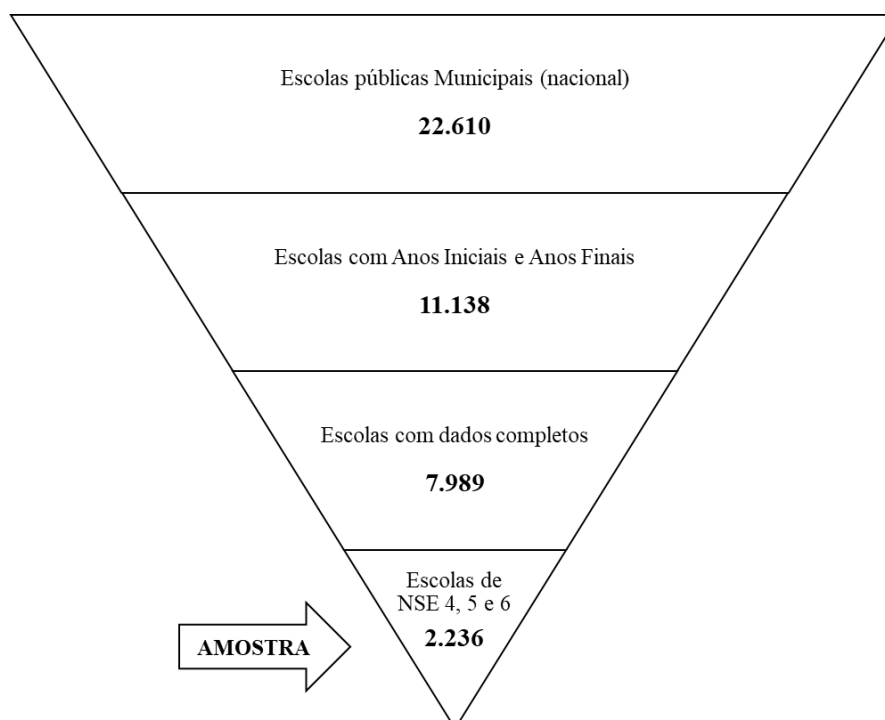 Escolas públicas Municipais (nacional)
22.610
Escolas com Anos Iniciais e Anos Finais
11.138
Escolas com dados completos
7.989
Escolas de
NSE 4, 5 e 6
2.236
AMOSTRA